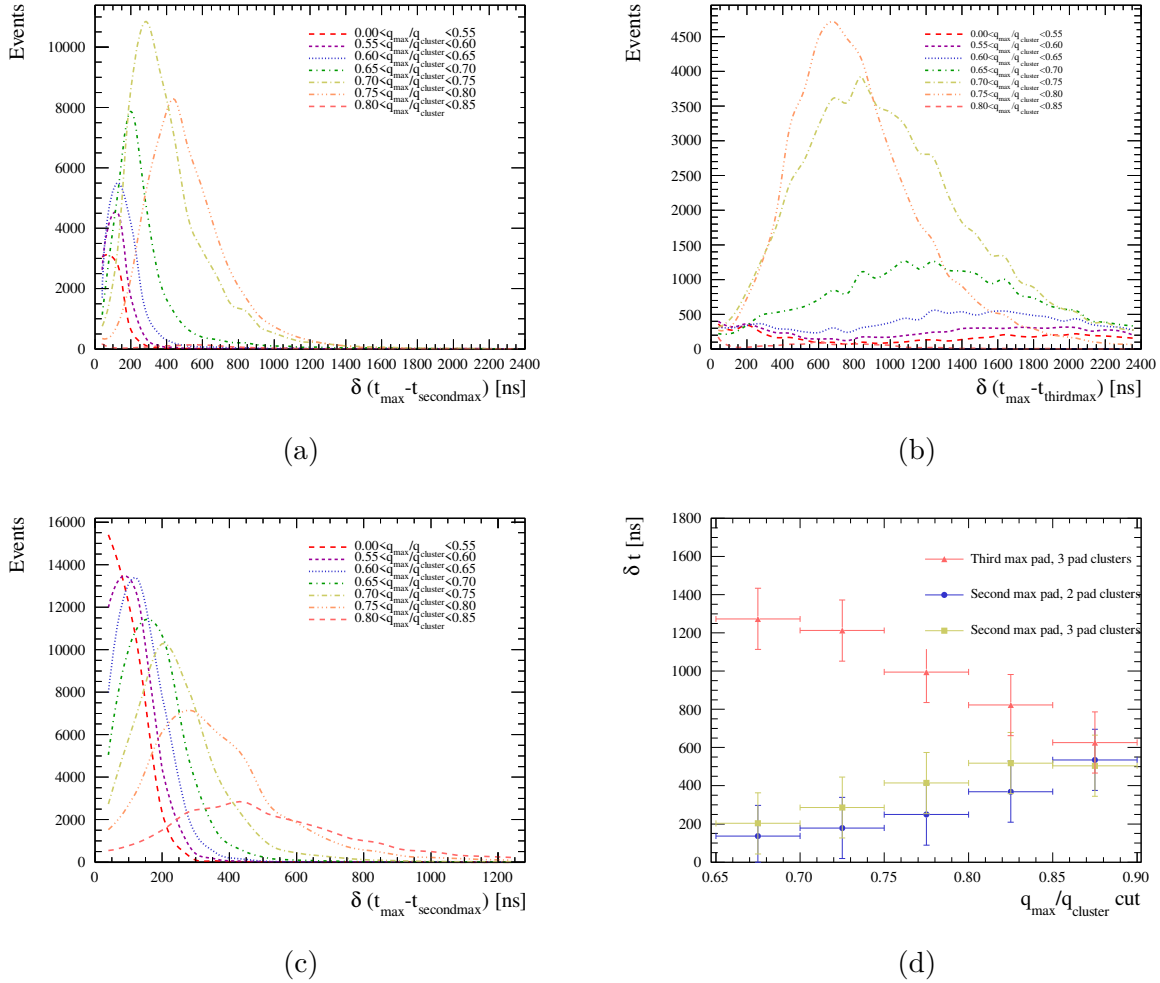 Events
10000
8000
6000
4000
2000
0
0.00<q_max/q_cluster<0.55
0.55<q_max/q_cluster<0.60
0.60<q_max/q_cluster<0.65
0.65<q_max/q_cluster<0.70
0.70<q_max/q_cluster<0.75
0.75<q_max/q_cluster<0.80
0.80<q_max/q_cluster<0.85
0 200 400 600 800 1000 1200 1400 1600 1800 2000 2200 2400
δ (t_max-t_secondmax) [ns]
(a)
Events
4500
4000
3500
3000
2500
2000
1500
1000
500
0
0.00<q_max/q_cluster<0.55
0.55<q_max/q_cluster<0.60
0.60<q_max/q_cluster<0.65
0.65<q_max/q_cluster<0.70
0.70<q_max/q_cluster<0.75
0.75<q_max/q_cluster<0.80
0.80<q_max/q_cluster<0.85
0 200 400 600 800 1000 1200 1400 1600 1800 2000 2200 2400
δ (t_max-t_thirdmax) [ns]
(b)
Events
16000
14000
12000
10000
8000
6000
4000
2000
0
0.00<q_max/q_cluster<0.55
0.55<q_max/q_cluster<0.60
0.60<q_max/q_cluster<0.65
0.65<q_max/q_cluster<0.70
0.70<q_max/q_cluster<0.75
0.75<q_max/q_cluster<0.80
0.80<q_max/q_cluster<0.85
0 200 400 600 800 1000 1200
δ (t_max-t_secondmax) [ns]
(c)
δ t [ns]
1800
1600
1400
1200
1000
800
600
400
200
0
Third max pad, 3 pad clusters
Second max pad, 2 pad clusters
Second max pad, 3 pad clusters
0.65 0.70 0.75 0.80 0.85 0.90
q_max/q_cluster cut
(d)